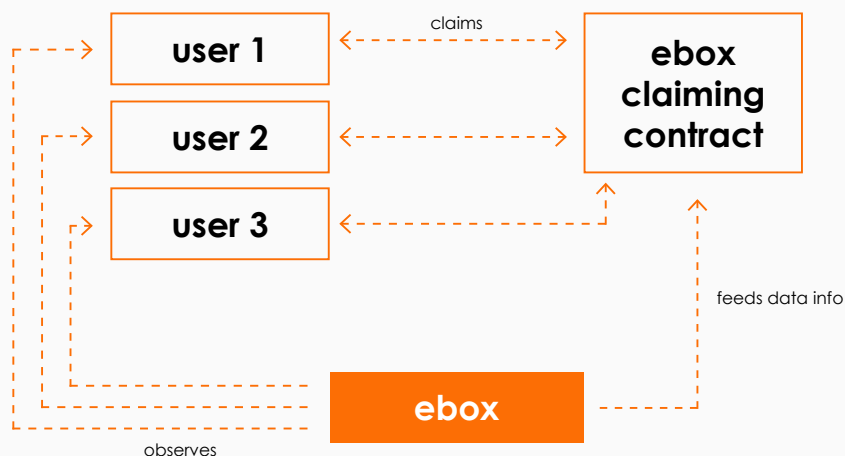 claims
user 1
user 2
user 3
ebox
claiming
contract
feeds data info
ebox
observes